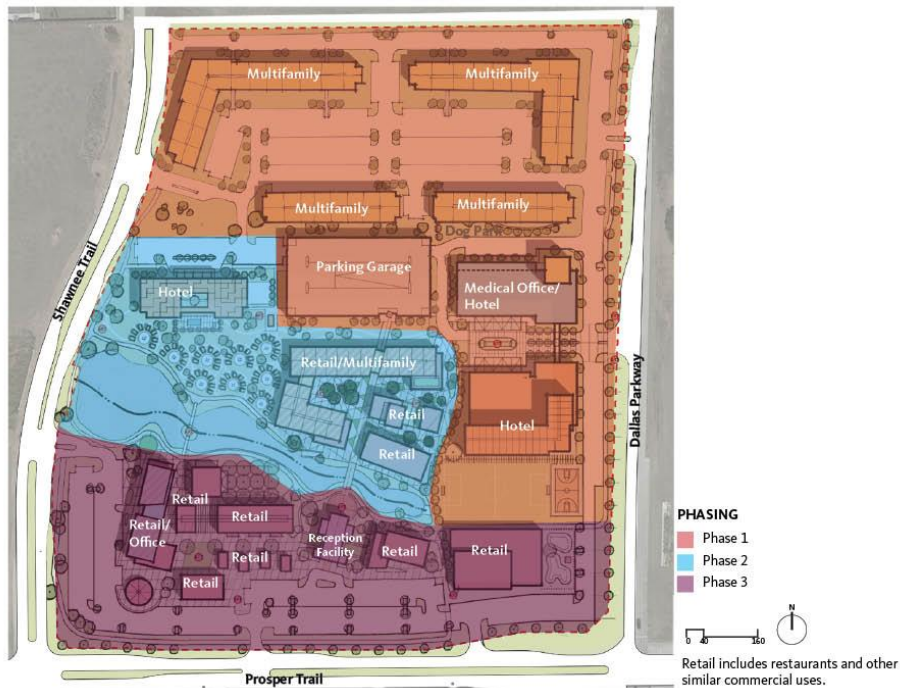 Multifamily
Multifamily
Multifamily
Multifamily
Dog Park
Parking Garage
Medical Office/
Hotel
Hotel
Shawnee Trail
Retail/Multifamily
Retail
Retail
Hotel
Dallas Parkway
Retail
Retail/
Office
Retail
Reception
Facility
Retail
Retail
Retail
Retail
Prosper Trail
PHASING
Phase 1
Phase 2
Phase 3
N
0 40 160
Retail includes restaurants and other
similar commercial uses.